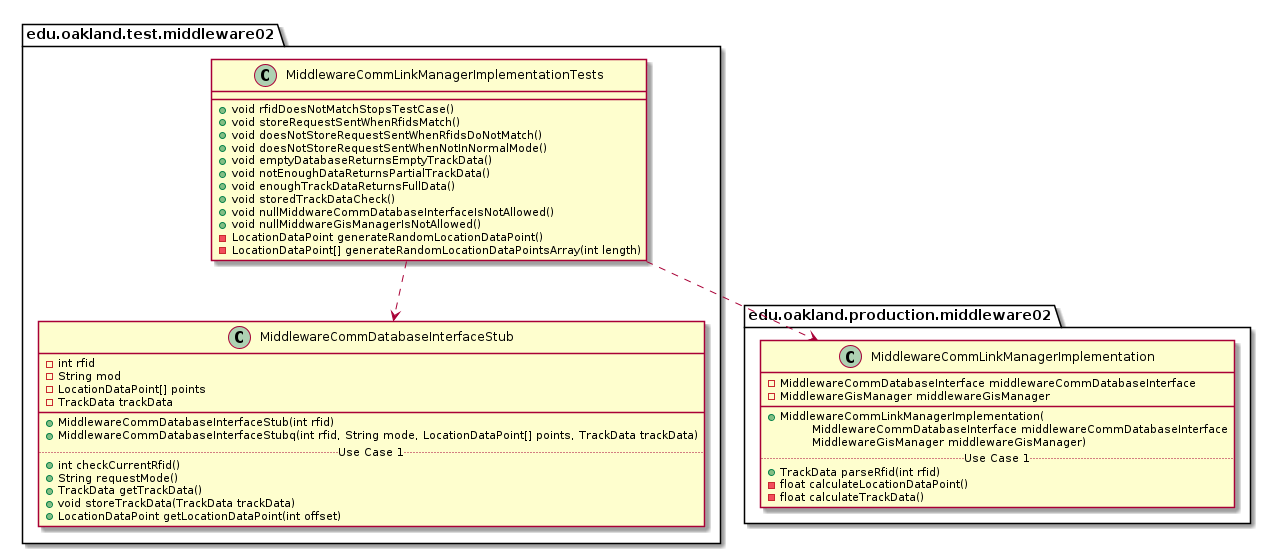 edu.oakland.test.middleware02
C MiddlewareCommLinkManagerImplementationTests
void rfidDoesNotMatchStopsTestCase()
void storeRequestSentWhenRfidsMatch()
void doesNotStoreRequestSentWhenRfidsDoNotMatch()
void doesNotStoreRequestSentWhenNotInNormalMode()
void emptyDatabaseReturnsEmptyTrackData()
void notEnoughDataReturnsPartialTrackData()
void enoughTrackDataReturnsFullData()
void storedTrackDataCheck()
void nullMiddwareCommDatabaseInterfaceIsNotAllowed()
void nullMiddwareGisManagerIsNotAllowed()
LocationDataPoint generateRandomLocationDataPoint()
LocationDataPoint[] generateRandomLocationDataPointsArray(int length)
C MiddlewareCommDatabaseInterfaceStub
int rfid
String mod
LocationDataPoint[] points
TrackData trackData
MiddlewareCommDatabaseInterfaceStub(int rfid)
MiddlewareCommDatabaseInterfaceStubq(int rfid, String mode, LocationDataPoint[] points, TrackData trackData)
Use Case 1
int checkCurrentRfid()
String requestMode()
TrackData getTrackData()
void storeTrackData(TrackData trackData)
LocationDataPoint getLocationDataPoint(int offset)
edu.oakland.production.middleware02
C MiddlewareCommLinkManagerImplementation
MiddlewareCommDatabaseInterface middlewareCommDatabaseInterface
MiddlewareGisManager middlewareGisManager
MiddlewareCommLinkManagerImplementation(
MiddlewareCommDatabaseInterface middlewareCommDatabaseInterface
MiddlewareGisManager middlewareGisManager)
Use Case 1
TrackData parseRfid(int rfid)
float calculateLocationDataPoint()
float calculateTrackData()